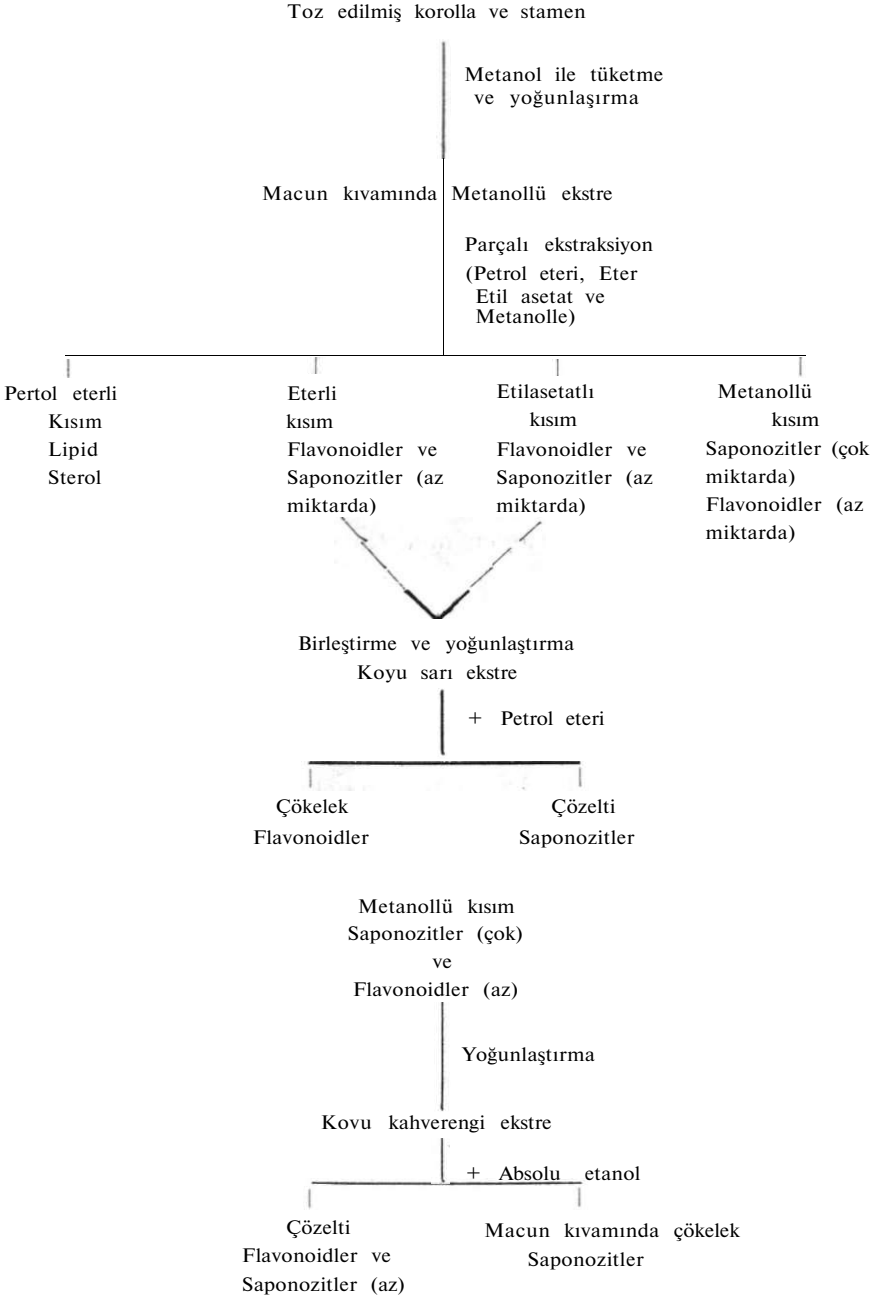 Toz edilmiş korolla ve stamen
Metanol ile tüketme
ve yoğunlaşırma
Macun kıvamında Metanollü ekstre
Parçalı ekstraksiyon
(Petrol eteri, Eter
Etil asetat ve
Metanolle)
Pertol eterli
Kısım
Lipid
Sterol
Eterli
kısım
Flavonoidler ve
Saponozitler (az
miktarda)
Etilasetatlı
kısım
Flavonoidler ve
Saponozitler (az
miktarda)
Metanollü
kısım
Saponozitler (çok
miktarda)
Flavonoidler (az
miktarda)
Birleştirme ve yoğunlaştırma
Koyu sarı ekstre
+ Petrol eteri
Çökelek
Flavonoidler
Çözelti
Saponozitler
Metanollü kısım
Saponozitler (çok)
ve
Flavonoidler (az)
Yoğunlaştırma
Kovu kahverengi ekstre
+ Absolu etanol
Çözelti
Flavonoidler ve
Saponozitler (az)
Macun kıvamında çökelek
Saponozitler